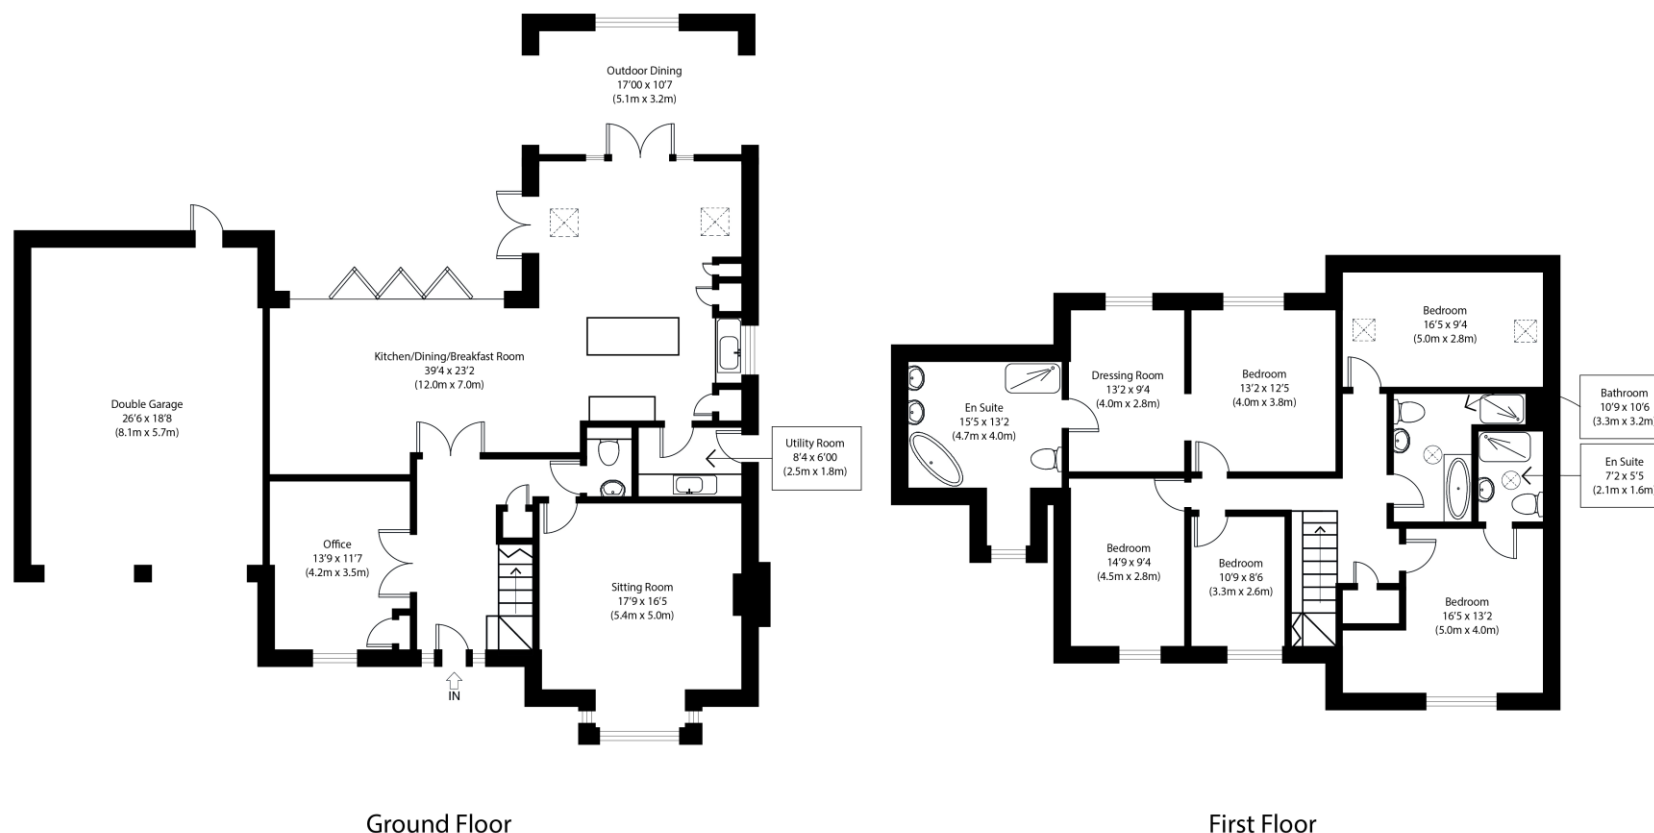 Outdoor Dining
17'00 x 10'7
(5.1m x 3.2m)
Kitchen/Dining/Breakfast Room
39'4 x 23'2
(12.0m x 7.0m)
Double Garage
26'6 x 18'8
(8.1m x 5.7m)
Utility Room
8'4 x 6'00
(2.5m x 1.8m)
Office
13'9 x 11'7
(4.2m x 3.5m)
Sitting Room
17'9 x 16'5
(5.4m x 5.0m)
IN
Ground Floor
Bedroom
16'5 x 9'4
(5.0m x 2.8m)
Dressing Room
13'2 x 9'4
(4.0m x 2.8m)
Bedroom
13'2 x 12'5
(4.0m x 3.8m)
En Suite
15'5 x 13'2
(4.7m x 4.0m)
Bathroom
10'9 x 10'6
(3.3m x 3.2m)
En Suite
7'2 x 5'5
(2.1m x 1.6m)
Bedroom
14'9 x 9'4
(4.5m x 2.8m)
Bedroom
10'9 x 8'6
(3.3m x 2.6m)
Bedroom
16'5 x 13'2
(5.0m x 4.0m)
First Floor